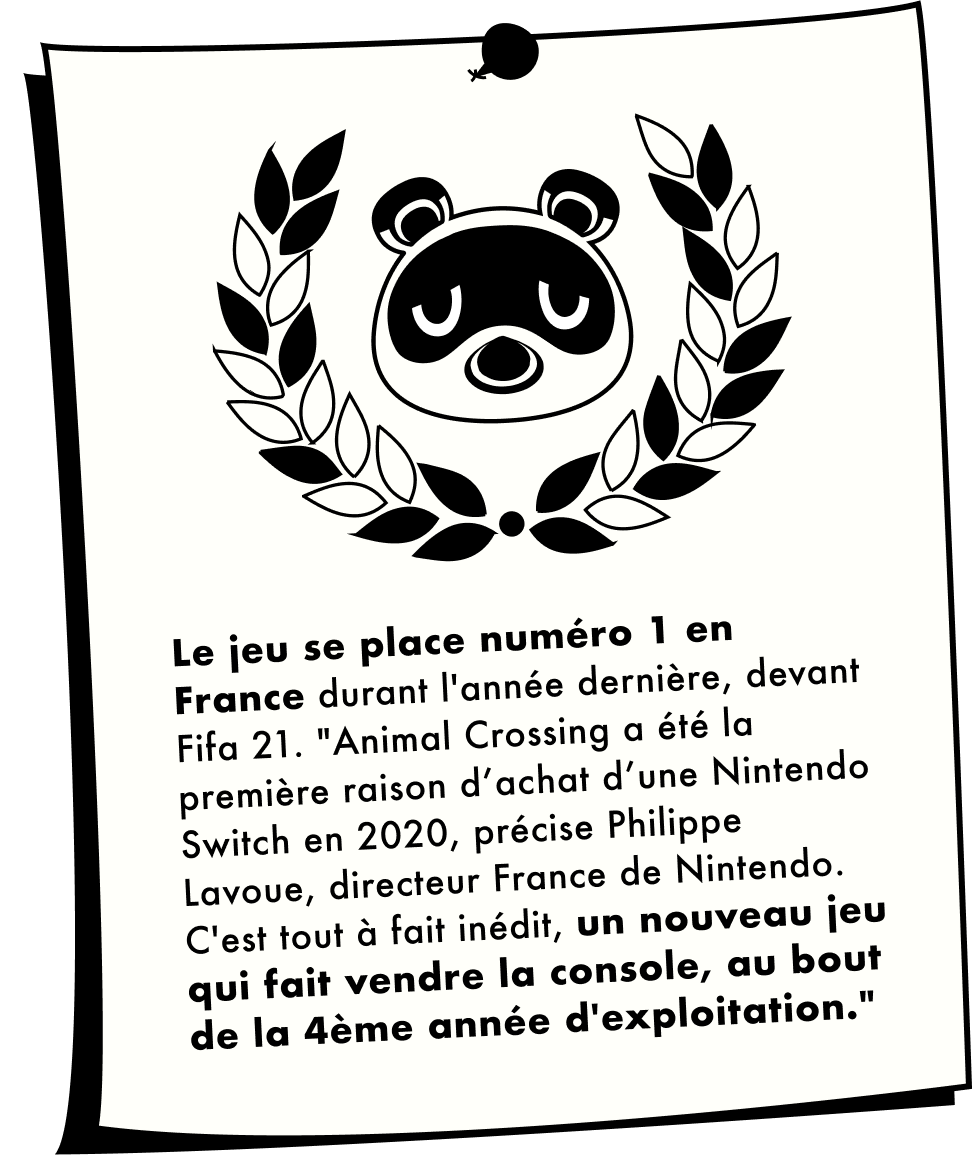 Le jeu se place numéro 1 en
France durant l'année dernière, devant
Fifa 21. "Animal Crossing a été la
première raison d’achat d’une Nintendo
Switch en 2020, précise Philippe
Lavoue, directeur France de Nintendo.
C'est tout à fait inédit, un nouveau jeu
qui fait vendre la console, au bout
de la 4ème année d'exploitation."